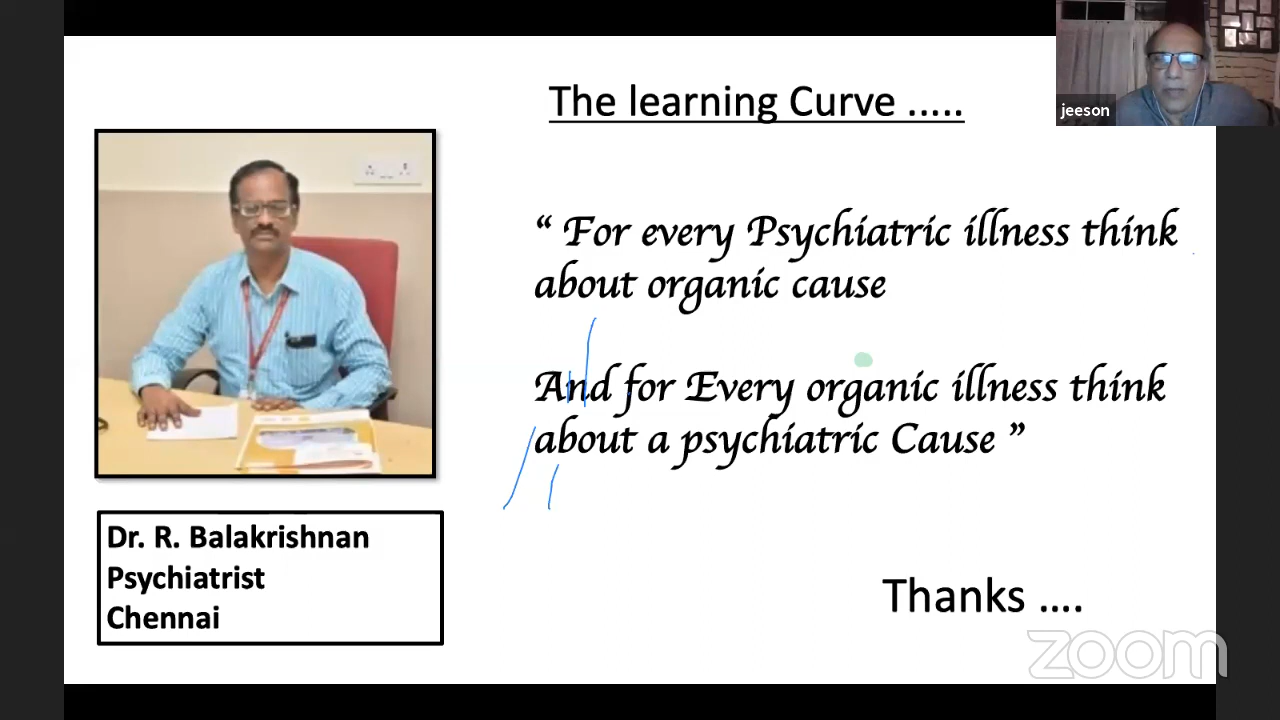 The learning Curve .....
jeeson
“ For every Psychiatric illness think
about organic cause
And for Every organic illness think
about a psychiatric Cause ”
Dr. R. Balakrishnan
Psychiatrist
Chennai
Thanks ....
zoom